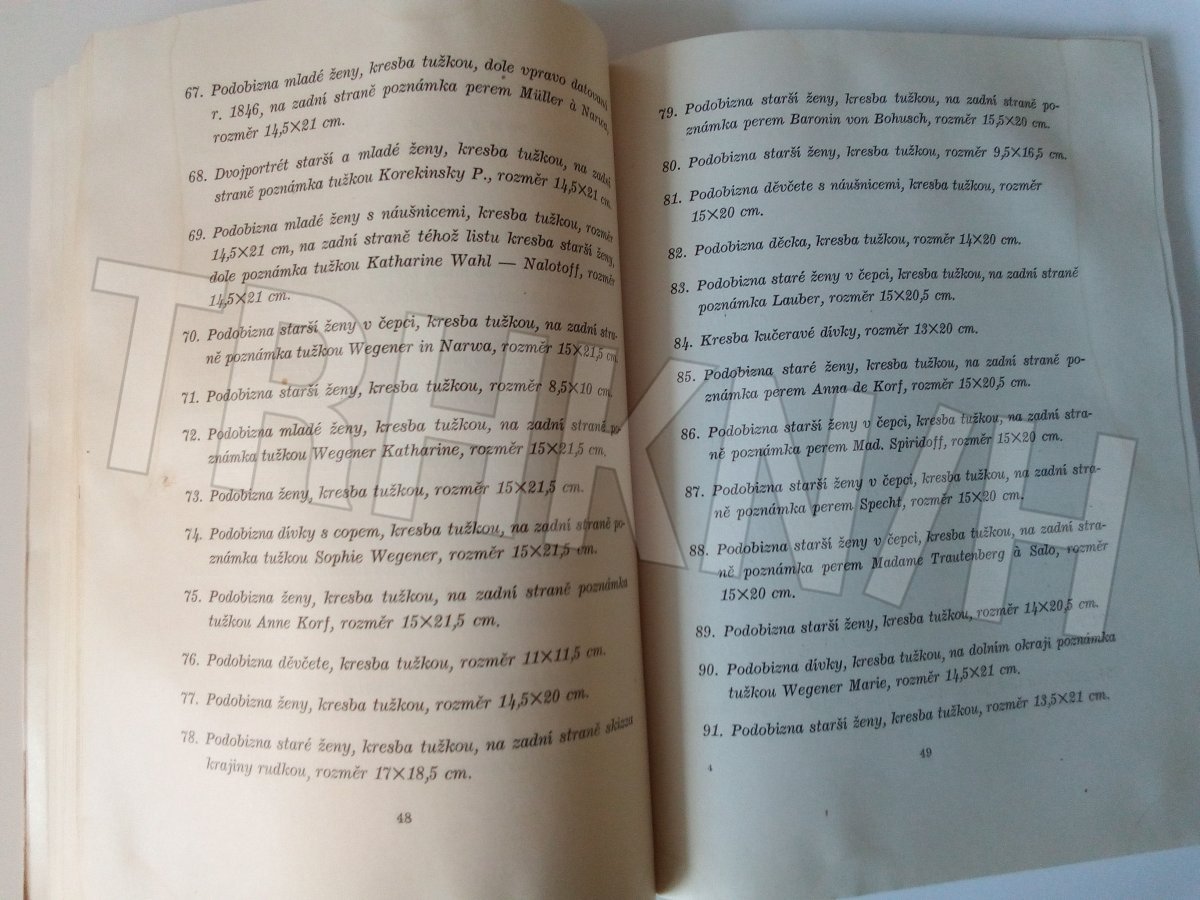 67. Podobizna mladé ženy, kresba tužkou, dole vpravo datovaní
r. 1846, na zadní straně poznámka perem Müller à Narwa,
rozměr 14,5×21 cm.
68. Dvojportrét starší a mladé ženy, kresba tužkou, na zadní
straně poznámka tužkou Korekinsky P., rozměr 14,5×21 cm.
69. Podobizna mladé ženy s náušnicemi, kresba tužkou, rozměr
14,5×21 cm, na zadní straně téhož listu kresba starší ženy,
dole poznámka tužkou Katharine Wahl — Nalotoff, rozměr
14,5×21 cm.
70. Podobizna starší ženy v čepci, kresba tužkou, na zadní stra-
ně poznámka tužkou Wegener in Narwa, rozměr 15×21,5 cm.
71. Podobizna starší ženy, kresba tužkou, rozměr 8,5×10 cm.
72. Podobizna mladé ženy, kresba tužkou, na zadní straně po-
známka tužkou Wegener Katharine, rozměr 15×21,5 cm.
73. Podobizna ženy, kresba tužkou, rozměr 15×21,5 cm.
74. Podobizna dívky s copem, kresba tužkou, na zadní straně po-
známka tužkou Sophie Wegener, rozměr 15×21,5 cm.
75. Podobizna ženy, kresba tužkou, na zadní straně poznámka
tužkou Anne Korf, rozměr 15×21,5 cm.
76. Podobizna děvčete, kresba tužkou, rozměr 11×11,5 cm.
77. Podobizna ženy, kresba tužkou, rozměr 14,5×20 cm.
78. Podobizna staré ženy, kresba tužkou, na zadní straně skizza
krajiny rudkou, rozměr 17×18,5 cm.
48
79. Podobizna starší ženy, kresba tužkou, na zadní straně po-
známka perem Baronin von Bohusch, rozměr 15,5×20 cm.
80. Podobizna starší ženy, kresba tužkou, rozměr 9,5×16,5 cm.
81. Podobizna děvčete s náušnicemi, kresba tužkou, rozměr
15×20 cm.
82. Podobizna děcka, kresba tužkou, rozměr 14×20 cm.
83. Podobizna staré ženy v čepci, kresba tužkou, na zadní straně
poznámka Lauber, rozměr 15×20,5 cm.
84. Kresba kučeravé dívky, rozměr 13×20 cm.
85. Podobizna staré ženy, kresba tužkou, na zadní straně po-
známka perem Anna de Korf, rozměr 15×20,5 cm.
86. Podobizna starší ženy v čepci, kresba tužkou, na zadní stra-
ně poznámka perem Mad. Spiridoff, rozměr 15×20 cm.
87. Podobizna starší ženy v čepci, kresba tužkou, na zadní stra-
ně poznámka perem Specht, rozměr 15×20 cm.
88. Podobizna starší ženy v čepci, kresba tužkou, na zadní stra-
ně poznámka perem Madame Trautenberg à Salo, rozměr
15×20 cm.
89. Podobizna starší ženy, kresba tužkou, rozměr 14×20,5 cm.
90. Podobizna dívky, kresba tužkou, na dolním okraji poznámka
tužkou Wegener Marie, rozměr 14,5×21 cm.
91. Podobizna starší ženy, kresba tužkou, rozměr 13,5×21 cm.
4
49
TRHKNIH